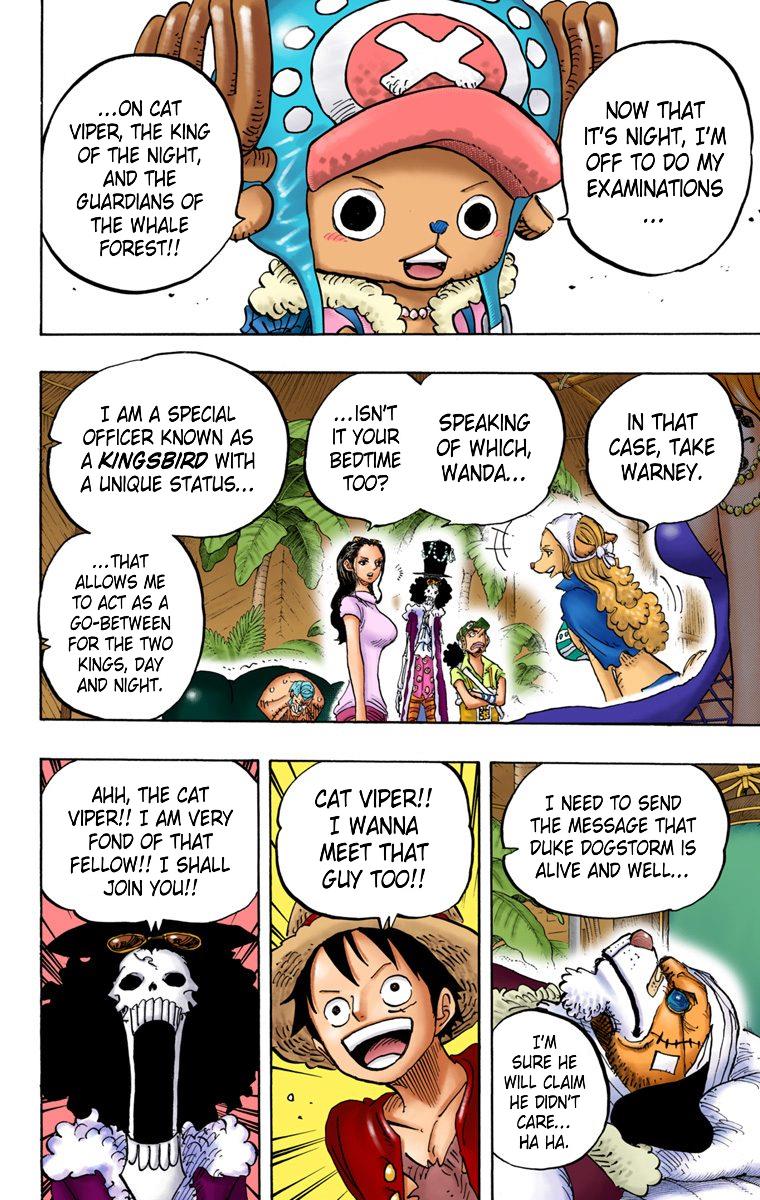 NOW THAT
IT'S NIGHT, I'M
OFF TO DO MY
EXAMINATIONS
...
...ON CAT
VIPER, THE KING
OF THE NIGHT,
AND THE
GUARDIANS OF
THE WHALE
FOREST!!
IN THAT
CASE, TAKE
WARNEY.
SPEAKING
OF WHICH,
WANDA...
...ISN'T
IT YOUR
BEDTIME
TOO?
I AM A SPECIAL
OFFICER KNOWN AS
A KINGSBIRD WITH
A UNIQUE STATUS...
...THAT
ALLOWS ME
TO ACT AS A
GO-BETWEEN
FOR THE TWO
KINGS, DAY
AND NIGHT.
I NEED TO SEND
THE MESSAGE THAT
DUKE DOGSTORM IS
ALIVE AND WELL...
I'M
SURE HE
WILL CLAIM
HE DIDN'T
CARE...
HA HA.
CAT VIPER!!
I WANNA
MEET THAT
GUY TOO!!
AHH, THE CAT
VIPER!! I AM VERY
FOND OF THAT
FELLOW!! I SHALL
JOIN YOU!!